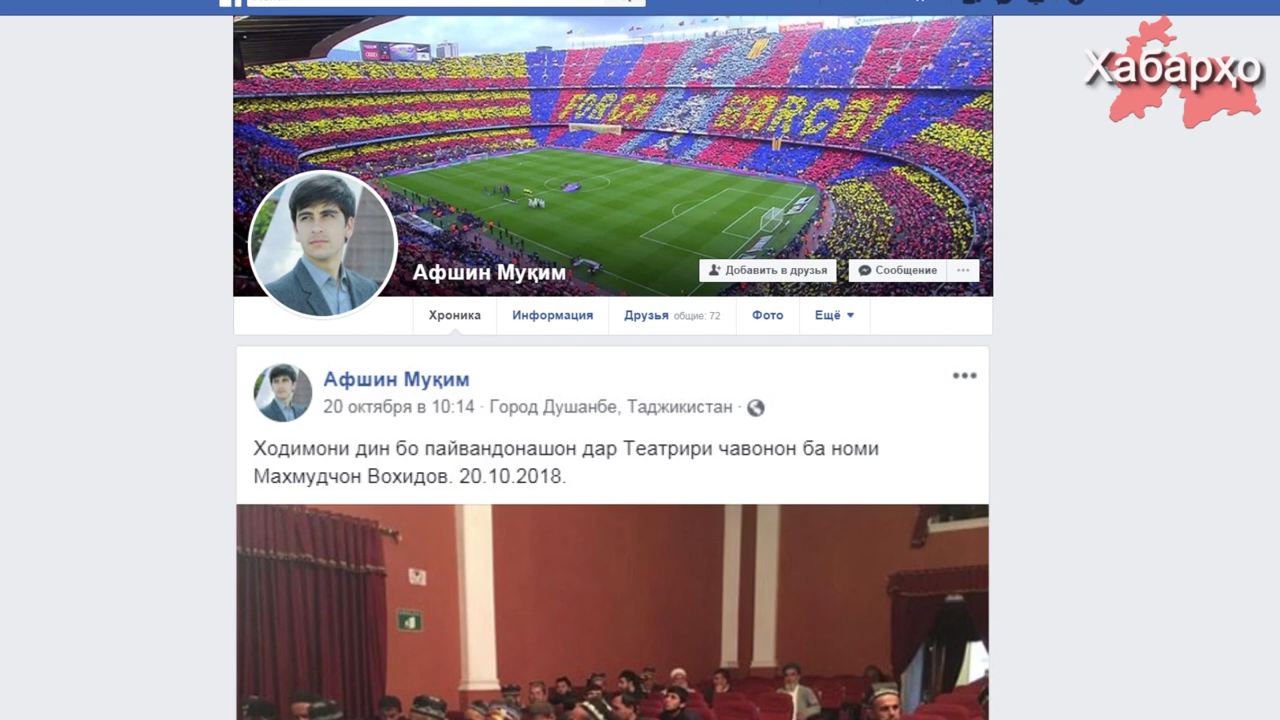 Хабарҳо
FORÇA BARÇA!
Афшин Муқим
Добавить в друзья
Сообщение
Хроника
Информация
Друзья общие: 72
Фото
Ещё
Афшин Муқим
20 октября в 10:14 · Город Душанбе, Таджикистан ·
Ходимони дин бо пайвандонашон дар Театрири чавонон ба номи
Махмудчон Вохидов. 20.10.2018.